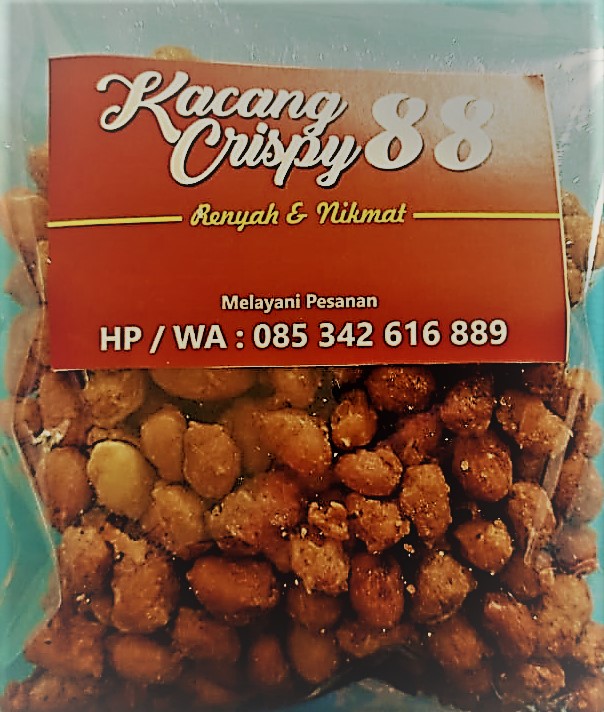 Kacang
Crispy 88
Renyah & Nikmat
Melayani Pesanan
HP / WA : 085 342 616 889